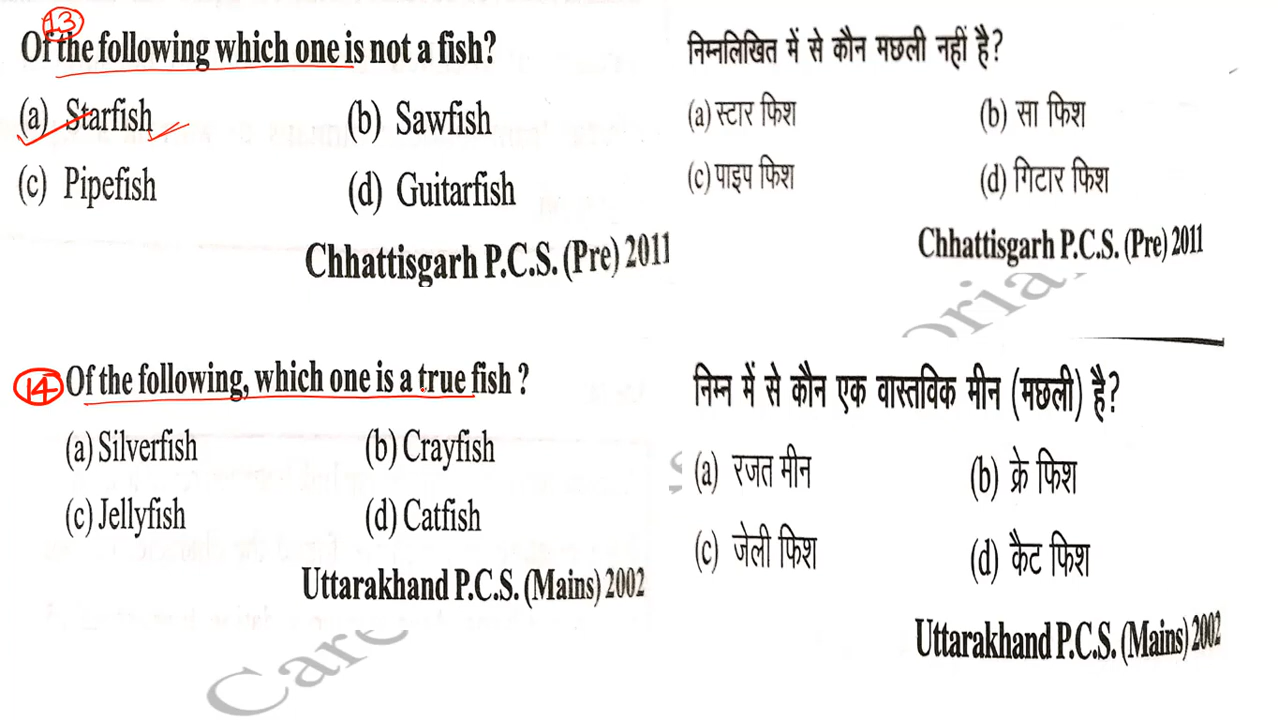 13
Of the following which one is not a fish?
(a) Starfish (b) Sawfish
(c) Pipefish (d) Guitarfish
Chhattisgarh P.C.S. (Pre) 2011
निम्नलिखित में से कौन मछली नहीं है?
(a) स्टार फिश (b) सा फिश
(c) पाइप फिश (d) गिटार फिश
Chhattisgarh P.C.S. (Pre) 2011
14 Of the following, which one is a true fish ?
(a) Silverfish (b) Crayfish
(c) Jellyfish (d) Catfish
Uttarakhand P.C.S. (Mains) 2002
निम्न में से कौन एक वास्तविक मीन (मछली) है?
(a) रजत मीन (b) क्रे फिश
(c) जेली फिश (d) कैट फिश
Uttarakhand P.C.S. (Mains) 2002